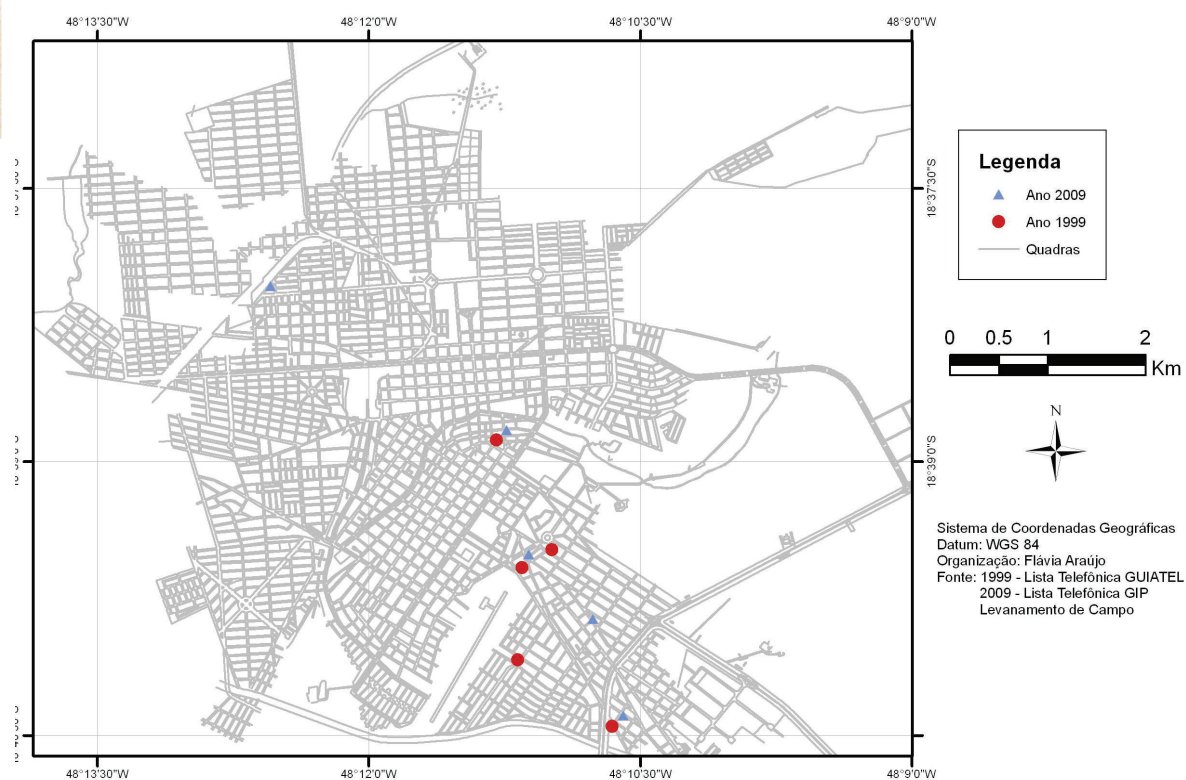 48°13'30"W 48°12'0"W 48°10'30"W 48°9'0"W
18°37'30"S
18°39'0"S
Legenda
Ano 2009
Ano 1999
Quadras
0 0.5 1 2
Km
N
Sistema de Coordenadas Geográficas
Datum: WGS 84
Organização: Flávia Araújo
Fonte: 1999 - Lista Telefônica GUIATEL
2009 - Lista Telefônica GIP
Levanamento de Campo
48°13'30"W 48°12'0"W 48°10'30"W 48°9'0"W